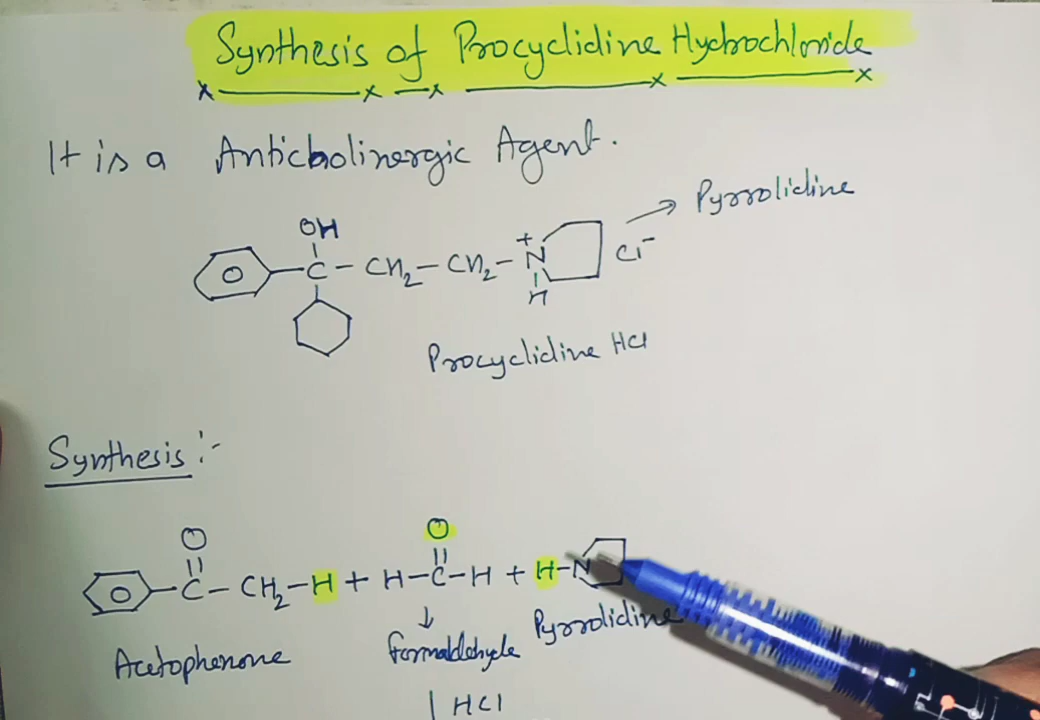 Synthesis of Procyclidine Hydrochloride
It is a Anticholinergic Agent.
→ Pyrrolidine
OH
C - CH₂ - CH₂ - N⁺ Cl⁻
H
Procyclidine HCl
Synthesis :-
O O
C - CH₂-H + H-C-H + H-N
Acetophenone ↓ formaldehyde Pyrrolidine
HCl